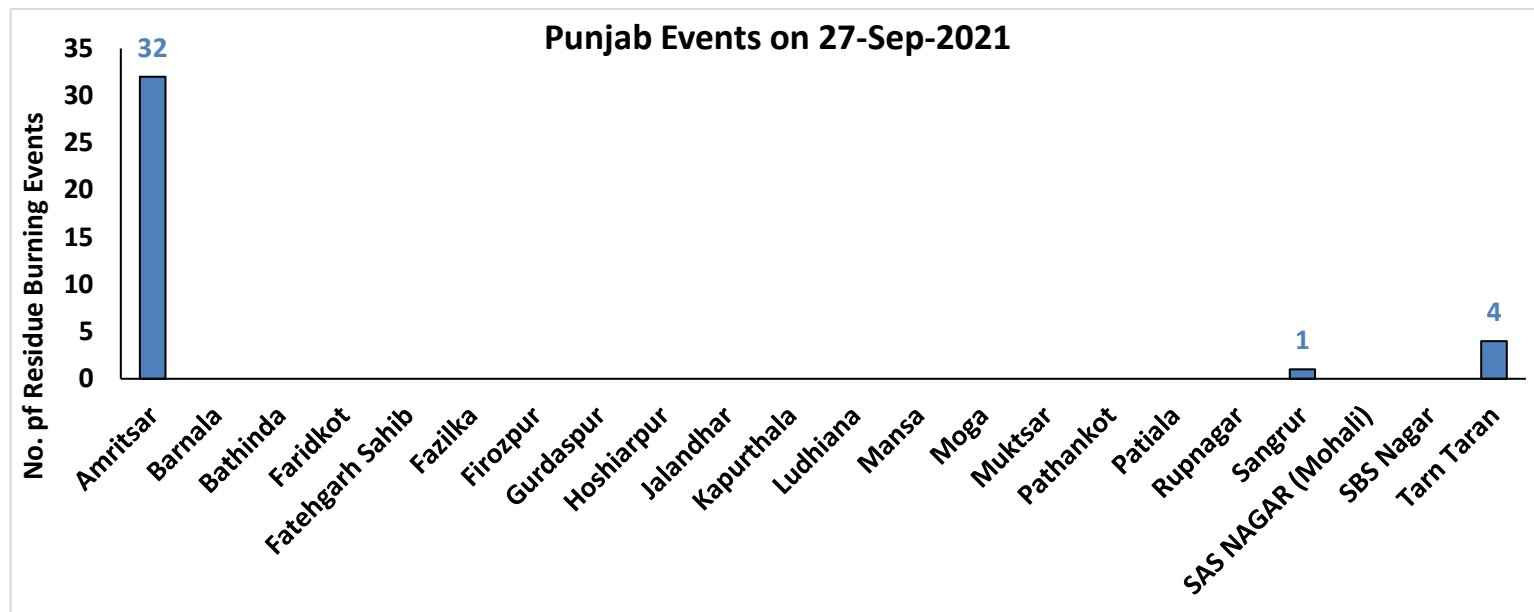 Punjab Events on 27-Sep-2021
No. pf Residue Burning Events
35
30
25
20
15
10
5
0
32
1
4
Amritsar
Barnala
Bathinda
Faridkot
Fatehgarh Sahib
Fazilka
Firozpur
Gurdaspur
Hoshiarpur
Jalandhar
Kapurthala
Ludhiana
Mansa
Moga
Muktsar
Pathankot
Patiala
Rupnagar
Sangrur
SAS NAGAR (Mohali)
SBS Nagar
Tarn Taran